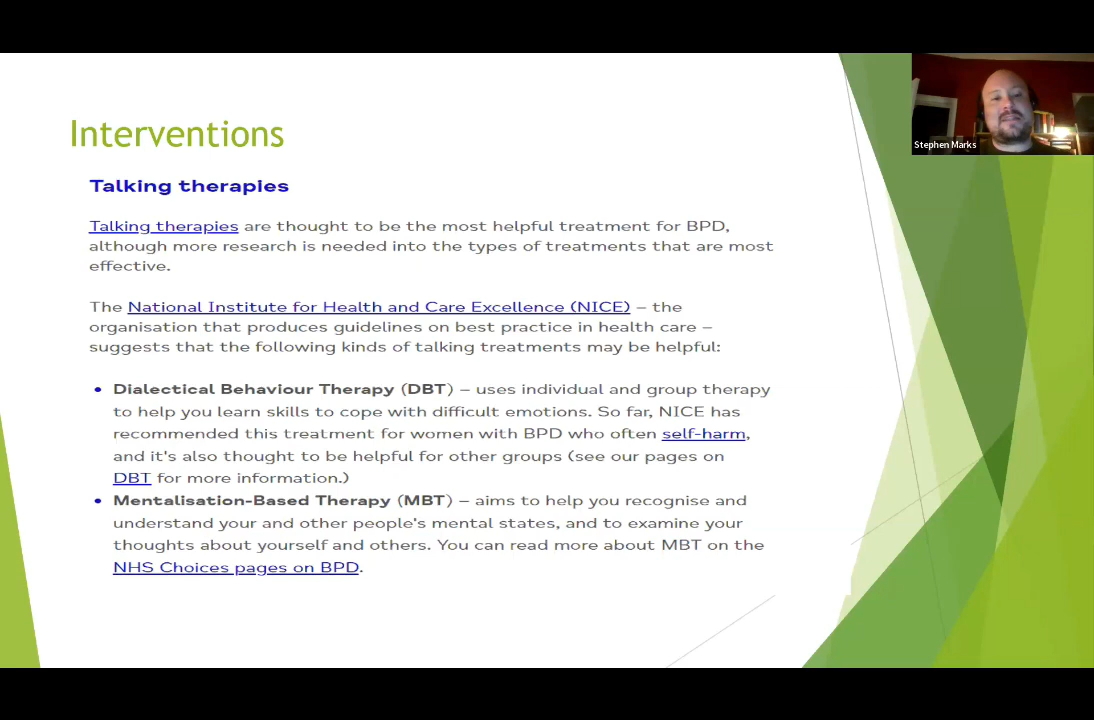 Interventions
Stephen Marks
Talking therapies
Talking therapies are thought to be the most helpful treatment for BPD,
although more research is needed into the types of treatments that are most
effective.
The National Institute for Health and Care Excellence (NICE) – the
organisation that produces guidelines on best practice in health care –
suggests that the following kinds of talking treatments may be helpful:
• Dialectical Behaviour Therapy (DBT) – uses individual and group therapy
to help you learn skills to cope with difficult emotions. So far, NICE has
recommended this treatment for women with BPD who often self-harm,
and it's also thought to be helpful for other groups (see our pages on
DBT for more information.)
• Mentalisation-Based Therapy (MBT) – aims to help you recognise and
understand your and other people's mental states, and to examine your
thoughts about yourself and others. You can read more about MBT on the
NHS Choices pages on BPD.